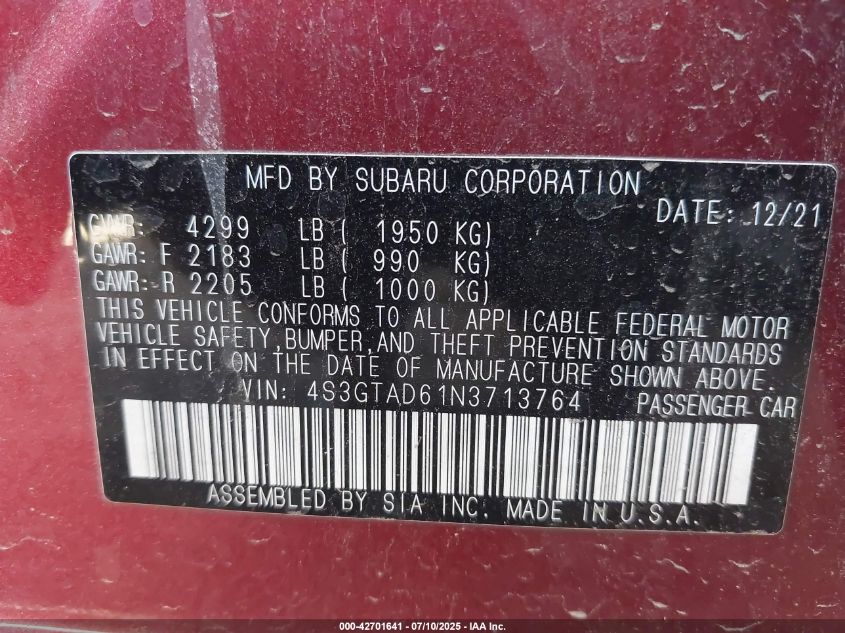 MFD BY SUBARU CORPORATION
DATE: 12/21
GVWR: 4299 LB ( 1950 KG)
GAWR: F 2183 LB ( 990 KG)
GAWR: R 2205 LB ( 1000 KG)
THIS VEHICLE CONFORMS TO ALL APPLICABLE FEDERAL MOTOR
VEHICLE SAFETY,BUMPER,AND THEFT PREVENTION STANDARDS
IN EFFECT ON THE DATE OF MANUFACTURE SHOWN ABOVE.
VIN: 4S3GTAD61N3713764 PASSENGER CAR
ASSEMBLED BY SIA INC. MADE IN U.S.A.
000-42701641 - 07/10/2025 - IAA Inc.